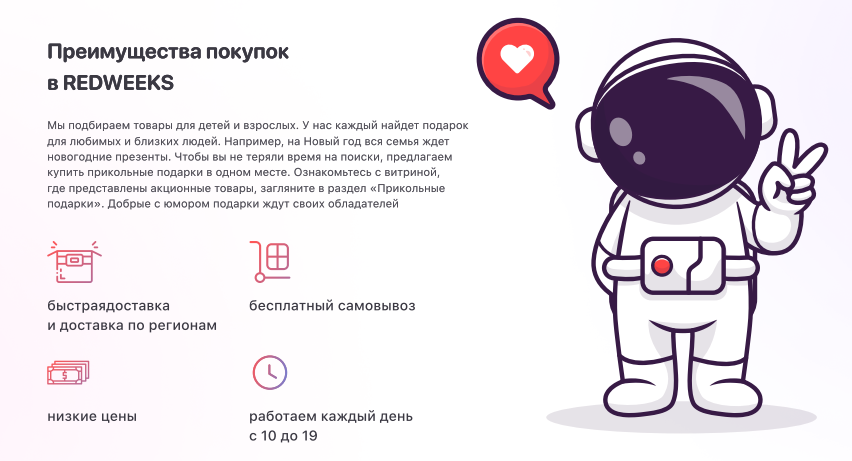 Преимущества покупок
в REDWEEKS
Мы подбираем товары для детей и взрослых. У нас каждый найдет подарок
для любимых и близких людей. Например, на Новый год вся семья ждет
новогодние презенты. Чтобы вы не теряли время на поиски, предлагаем
купить прикольные подарки в одном месте. Ознакомьтесь с витриной,
где представлены акционные товары, загляните в раздел «Прикольные
подарки». Добрые с юмором подарки ждут своих обладателей
быстраядоставка
и доставка по регионам
бесплатный самовывоз
$
низкие цены
работаем каждый день
с 10 до 19